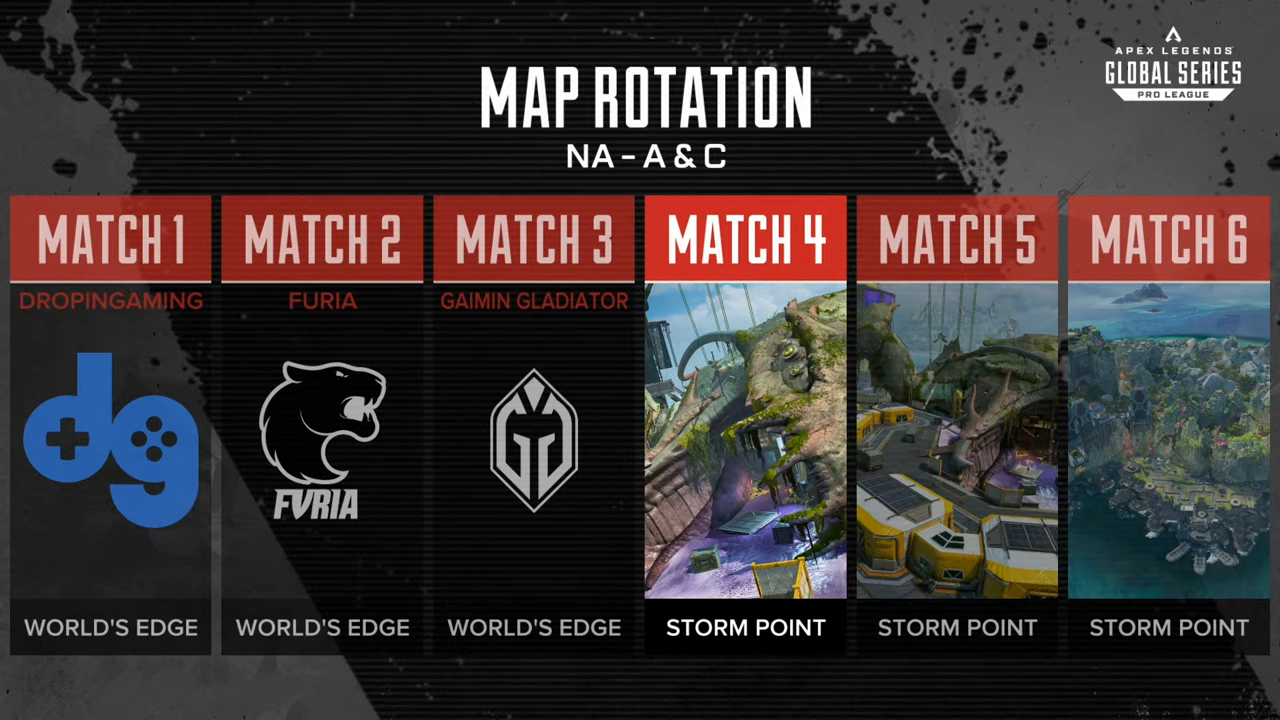 APEX LEGENDS
GLOBAL SERIES
PRO LEAGUE
MAP ROTATION
NA - A & C
MATCH 1
DROPINGAMING
dg
WORLD'S EDGE
MATCH 2
FURIA
FVRIA
WORLD'S EDGE
MATCH 3
GAIMIN GLADIATOR
WORLD'S EDGE
MATCH 4
STORM POINT
MATCH 5
STORM POINT
MATCH 6
STORM POINT